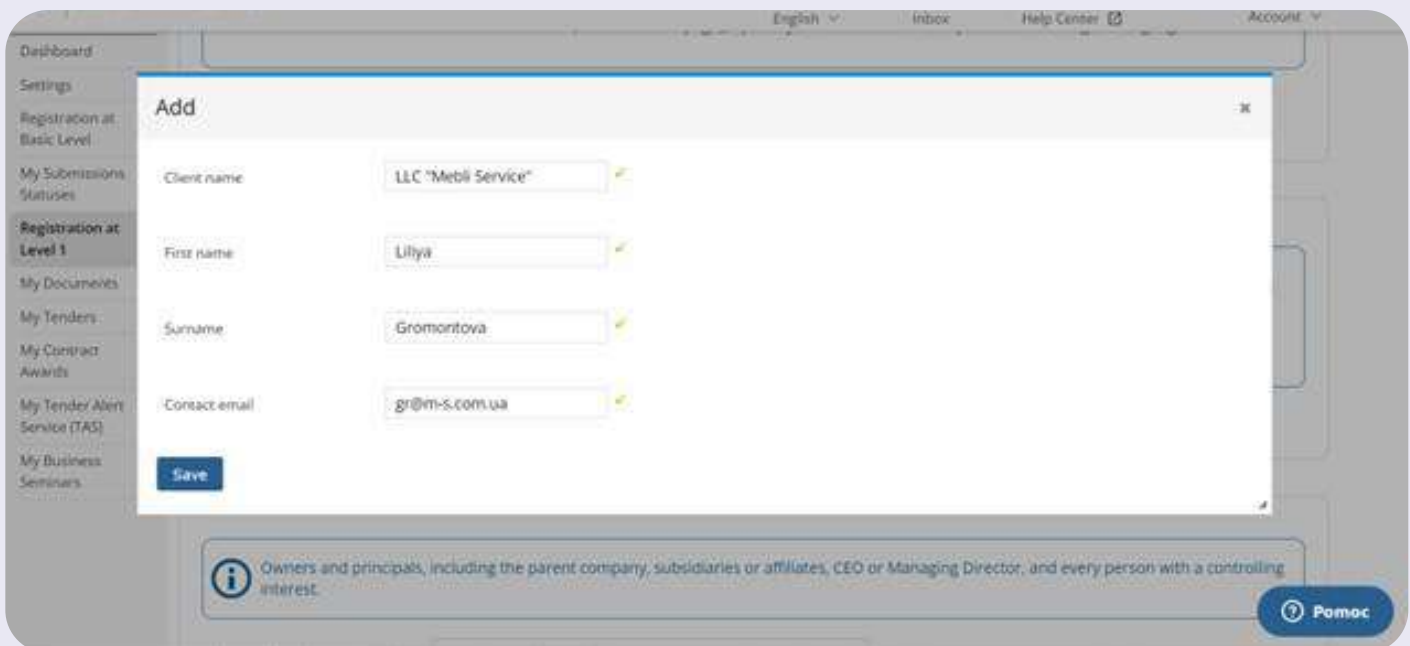 English Inbox Help Center Account
Dashboard
Settings
Registration at
Basic Level
My Submissions
Statuses
Registration at
Level 1
My Documents
My Tenders
My Contract
Awards
My Tender Alert
Service (TAS)
My Business
Seminars
Add
Client name LLC "Mebli Service"
First name Liliya
Surname Gromontova
Contact email gr@m-s.com.ua
Save
Owners and principals, including the parent company, subsidiaries or affiliates, CEO or Managing Director, and every person with a controlling
interest.
Pomoc